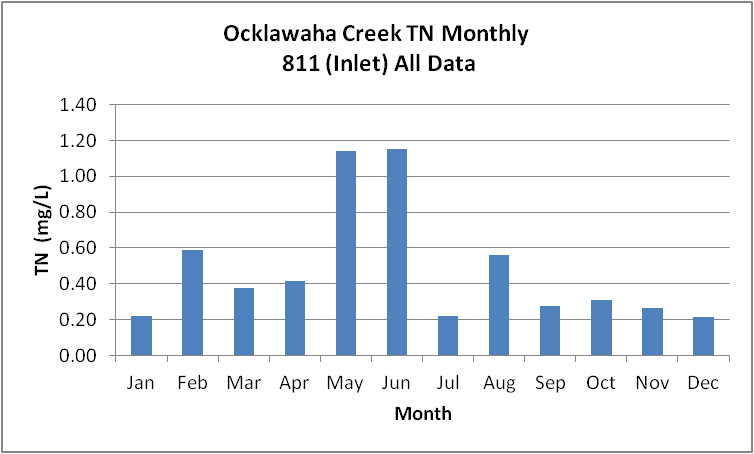 Ocklawaha Creek TN Monthly
811 (Inlet) All Data
1.40
1.20
1.00
0.80
0.60
0.40
0.20
0.00
TN (mg/L)
Jan Feb Mar Apr May Jun Jul Aug Sep Oct Nov Dec
Month